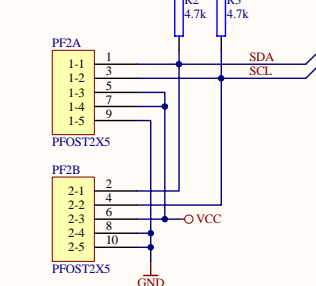 4.7k 4.7k
PF2A
1-1 1 SDA
1-2 3 SCL
1-3 5
1-4 7
1-5 9
PFOST2X5
PF2B
2-1 2
2-2 4
2-3 6 VCC
2-4 8
2-5 10
PFOST2X5
GND